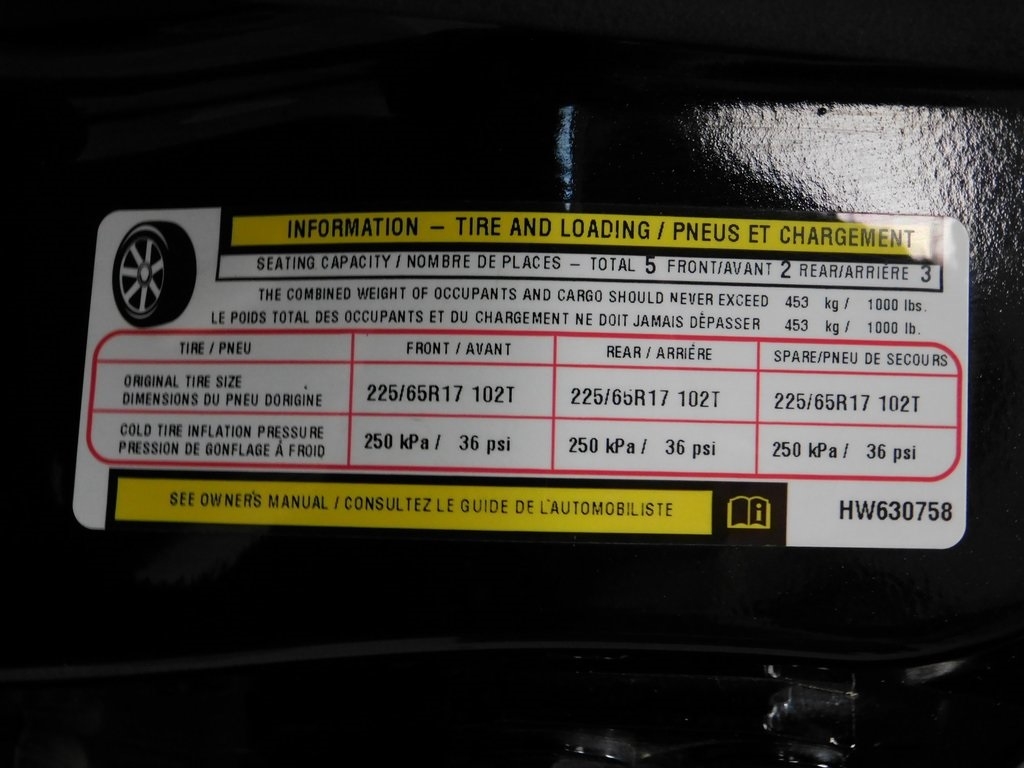 INFORMATION – TIRE AND LOADING / PNEUS ET CHARGEMENT
SEATING CAPACITY / NOMBRE DE PLACES – TOTAL 5 FRONT/AVANT 2 REAR/ARRIÈRE 3
THE COMBINED WEIGHT OF OCCUPANTS AND CARGO SHOULD NEVER EXCEED 453 kg / 1000 lbs.
LE POIDS TOTAL DES OCCUPANTS ET DU CHARGEMENT NE DOIT JAMAIS DÈPASSER 453 kg / 1000 lb.
TIRE / PNEU FRONT / AVANT REAR / ARRIÈRE SPARE/PNEU DE SECOURS
ORIGINAL TIRE SIZE
DIMENSIONS DU PNEU DORIGINE 225/65R17 102T 225/65R17 102T 225/65R17 102T
COLD TIRE INFLATION PRESSURE
PRESSION DE GONFLAGE À FROID 250 kPa / 36 psi 250 kPa / 36 psi 250 kPa / 36 psi
SEE OWNER'S MANUAL / CONSULTEZ LE GUIDE DE L'AUTOMOBILISTE
HW630758